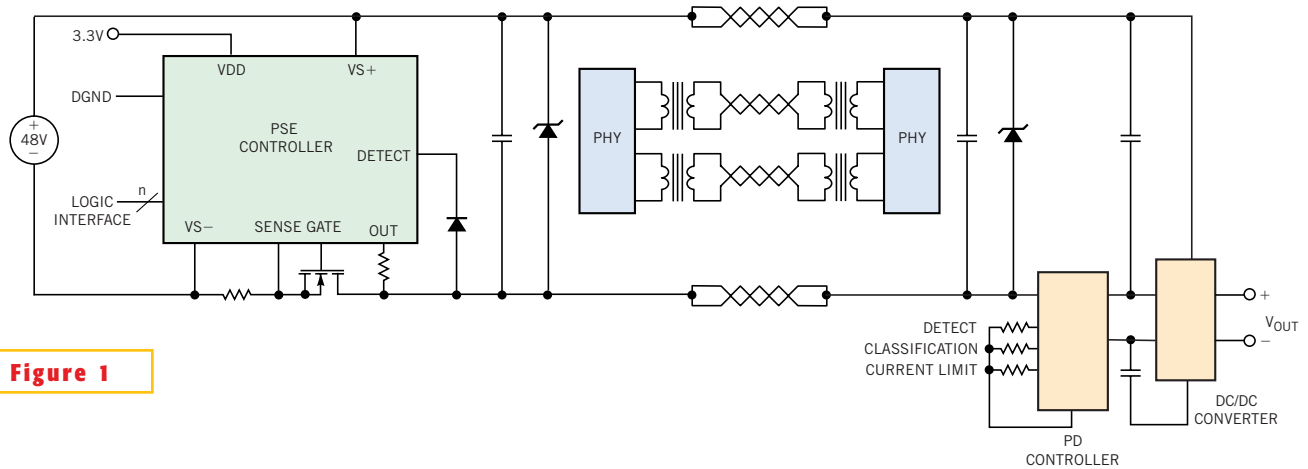 3.3V
VDD
VS+
DGND
+
48V
−
PSE
CONTROLLER
DETECT
PHY
PHY
n
LOGIC
INTERFACE
VS−
SENSE GATE
OUT
DETECT
CLASSIFICATION
CURRENT LIMIT
+
VOUT
−
Figure 1
DC/DC
CONVERTER
PD
CONTROLLER